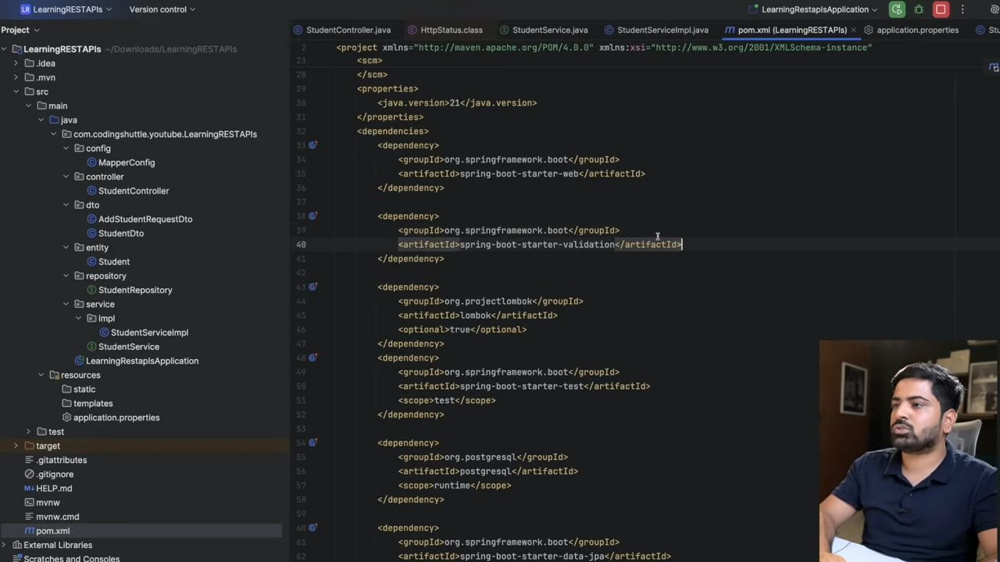 LR LearningRESTAPIs Version control LearningRestapIsApplication
Project
StudentController.java HttpStatus.class StudentService.java StudentServiceImpl.java pom.xml (LearningRESTAPIs) application.properties Stu
LearningRESTAPIs ~/Downloads/LearningRESTAPIs
.idea
.mvn
src
main
java
com.codingshuttle.youtube.LearningRESTAPIs
config
MapperConfig
controller
StudentController
dto
AddStudentRequestDto
StudentDto
entity
Student
repository
StudentRepository
service
impl
StudentServiceImpl
StudentService
LearningRestapIsApplication
resources
static
templates
application.properties
test
target
.gitattributes
.gitignore
HELP.md
mvnw
mvnw.cmd
pom.xml
External Libraries
Scratches and Consoles
2 <project xmlns="http://maven.apache.org/POM/4.0.0" xmlns:xsi="http://www.w3.org/2001/XMLSchema-instance"
23 <scm>
28 </scm>
29 <properties>
30 <java.version>21</java.version>
31 </properties>
32 <dependencies>
33 <dependency>
34 <groupId>org.springframework.boot</groupId>
35 <artifactId>spring-boot-starter-web</artifactId>
36 </dependency>
37
38 <dependency>
39 <groupId>org.springframework.boot</groupId>
40 <artifactId>spring-boot-starter-validation</artifactId>
41 </dependency>
42
43 <dependency>
44 <groupId>org.projectlombok</groupId>
45 <artifactId>lombok</artifactId>
46 <optional>true</optional>
47 </dependency>
48 <dependency>
49 <groupId>org.springframework.boot</groupId>
50 <artifactId>spring-boot-starter-test</artifactId>
51 <scope>test</scope>
52 </dependency>
53
54 <dependency>
55 <groupId>org.postgresql</groupId>
56 <artifactId>postgresql</artifactId>
57 <scope>runtime</scope>
58 </dependency>
59
60 <dependency>
61 <groupId>org.springframework.boot</groupId>
62 <artifactId>spring-boot-starter-data-jpa</artifactId>